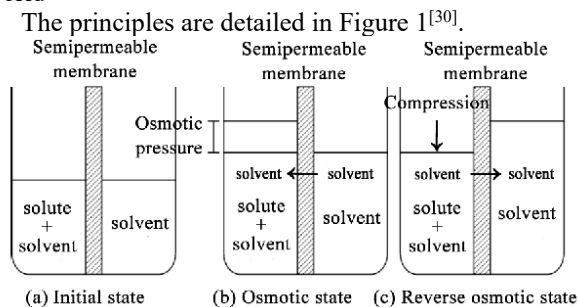 The principles are detailed in Figure 1[30].
Semipermeable
membrane
Semipermeable
membrane
Semipermeable
membrane
Osmotic
pressure
Compression
solute
+
solvent
solvent
solvent
solvent
solute
+
solvent
solvent
solvent
solvent
solute
+
solvent
solvent
(a) Initial state
(b) Osmotic state
(c) Reverse osmotic state